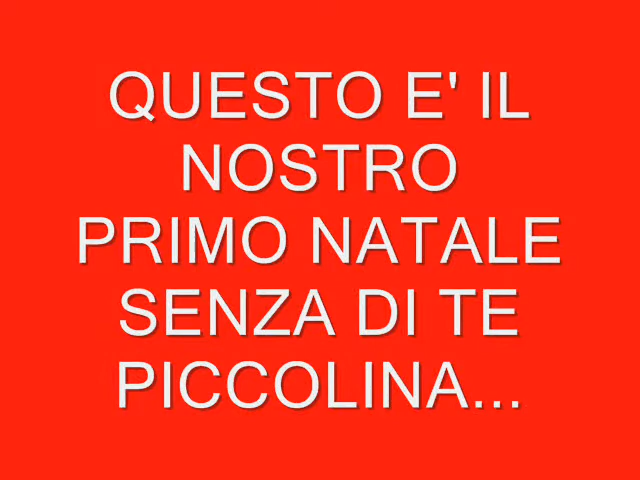 QUESTO E' IL
NOSTRO
PRIMO NATALE
SENZA DI TE
PICCOLINA...